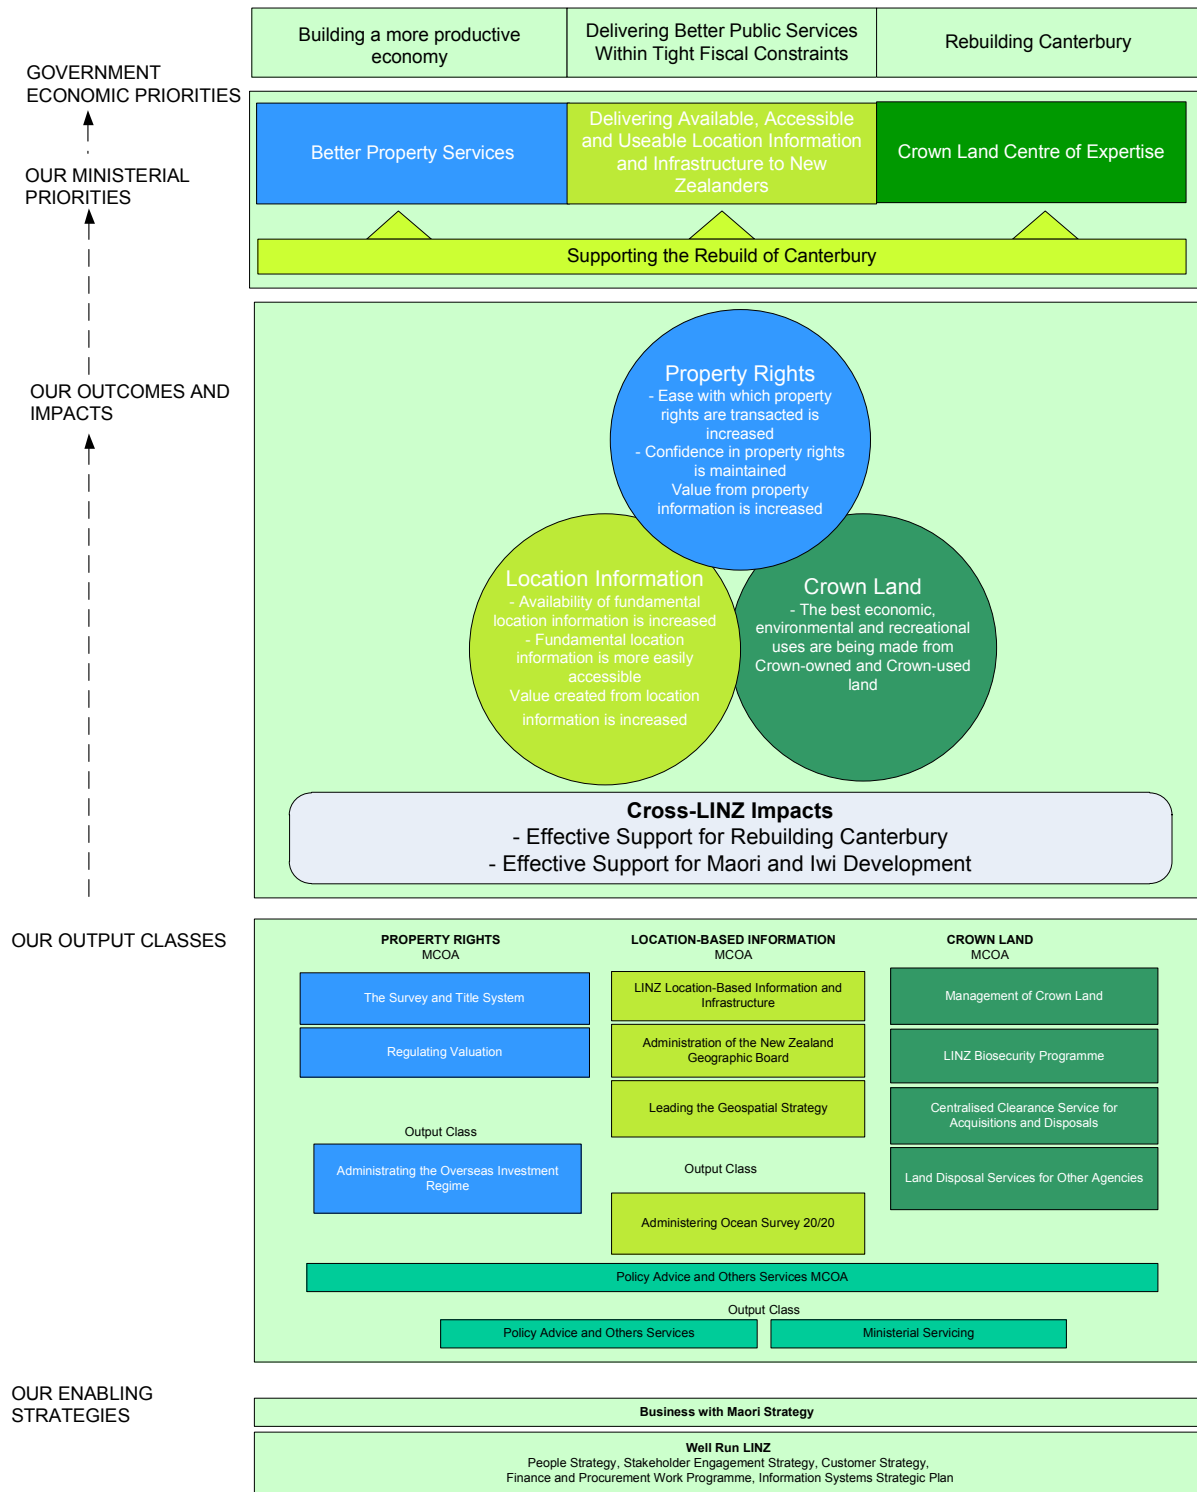 Building a more productive
economy
Delivering Better Public Services
Within Tight Fiscal Constraints
Rebuilding Canterbury
GOVERNMENT
ECONOMIC PRIORITIES
Better Property Services
Delivering Available, Accessible
and Useable Location Information
and Infrastructure to New
Zealanders
Crown Land Centre of Expertise
OUR MINISTERIAL
PRIORITIES
Supporting the Rebuild of Canterbury
OUR OUTCOMES AND
IMPACTS
Property Rights
- Ease with which property
rights are transacted is
increased
- Confidence in property rights
is maintained
Value from property
information is increased
Location Information
- Availability of fundamental
location information is increased
- Fundamental location
information is more easily
accessible
Value created from location
information is increased
Crown Land
- The best economic,
environmental and recreational
uses are being made from
Crown-owned and Crown-used
land
Cross-LINZ Impacts
- Effective Support for Rebuilding Canterbury
- Effective Support for Maori and Iwi Development
OUR OUTPUT CLASSES
PROPERTY RIGHTS
MCOA
The Survey and Title System
Regulating Valuation
Output Class
Administrating the Overseas Investment
Regime
LOCATION-BASED INFORMATION
MCOA
LINZ Location-Based Information and
Infrastructure
Administration of the New Zealand
Geographic Board
Leading the Geospatial Strategy
Output Class
Administering Ocean Survey 20/20
CROWN LAND
MCOA
Management of Crown Land
LINZ Biosecurity Programme
Centralised Clearance Service for
Acquisitions and Disposals
Land Disposal Services for Other Agencies
Policy Advice and Others Services MCOA
Output Class
Policy Advice and Others Services
Ministerial Servicing
OUR ENABLING
STRATEGIES
Business with Maori Strategy
Well Run LINZ
People Strategy, Stakeholder Engagement Strategy, Customer Strategy,
Finance and Procurement Work Programme, Information Systems Strategic Plan